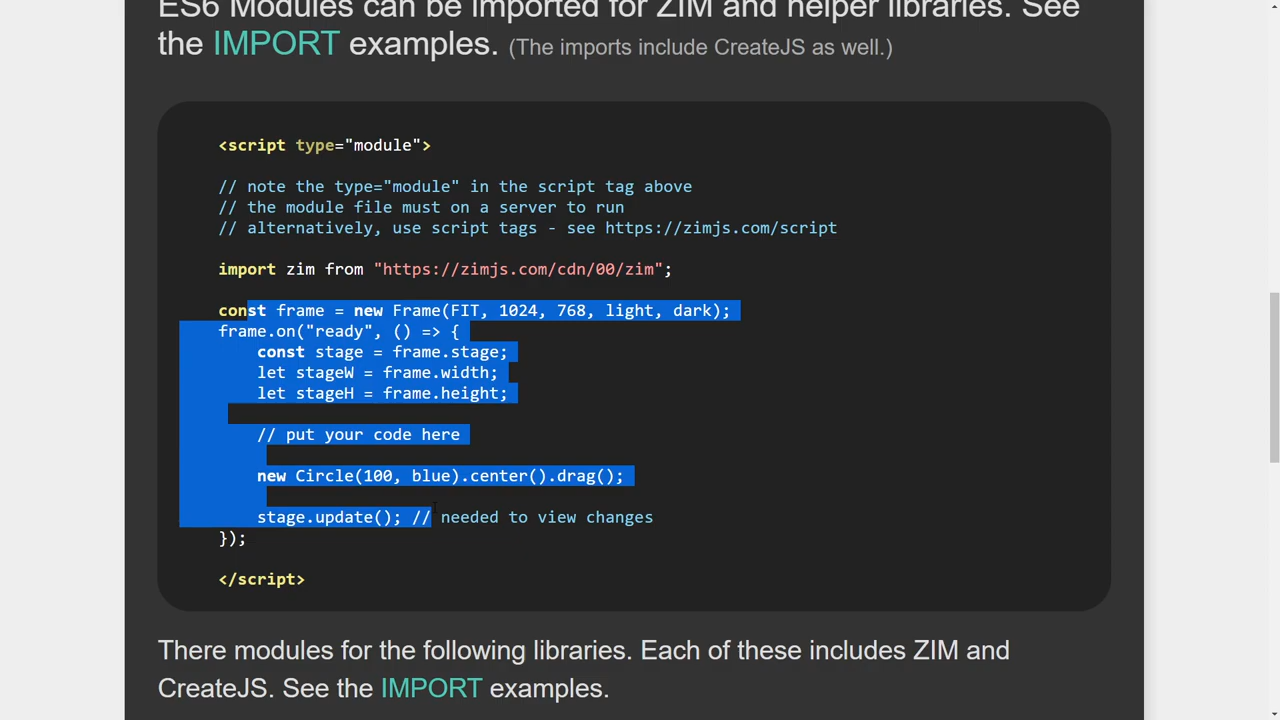 ES6 Modules can be imported for ZIM and helper libraries. See
the IMPORT examples. (The imports include CreateJS as well.)
<script type="module">
// note the type="module" in the script tag above
// the module file must on a server to run
// alternatively, use script tags - see https://zimjs.com/script
import zim from "https://zimjs.com/cdn/00/zim";
const frame = new Frame(FIT, 1024, 768, light, dark);
frame.on("ready", () => {
    const stage = frame.stage;
    let stageW = frame.width;
    let stageH = frame.height;
    // put your code here
    new Circle(100, blue).center().drag();
    stage.update(); // needed to view changes
});
</script>
There modules for the following libraries. Each of these includes ZIM and
CreateJS. See the IMPORT examples.